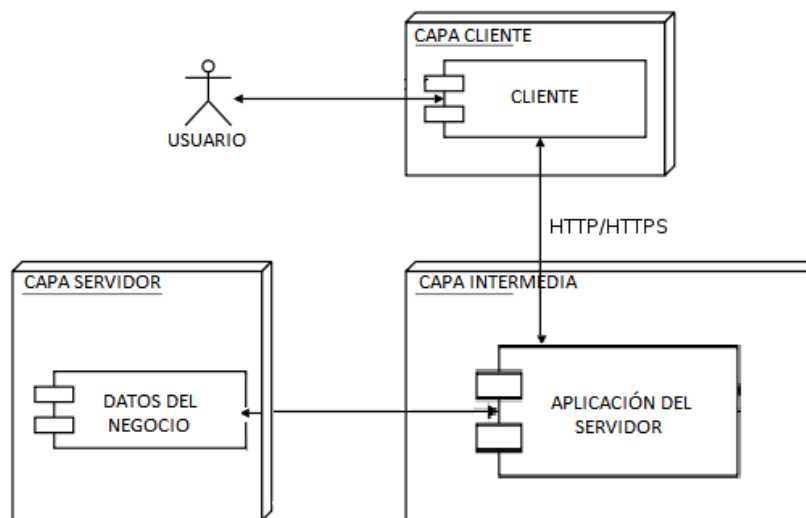 CAPA CLIENTE
CLIENTE
USUARIO
HTTP/HTTPS
CAPA SERVIDOR
CAPA INTERMEDIA
DATOS DEL
NEGOCIO
APLICACIÓN DEL
SERVIDOR